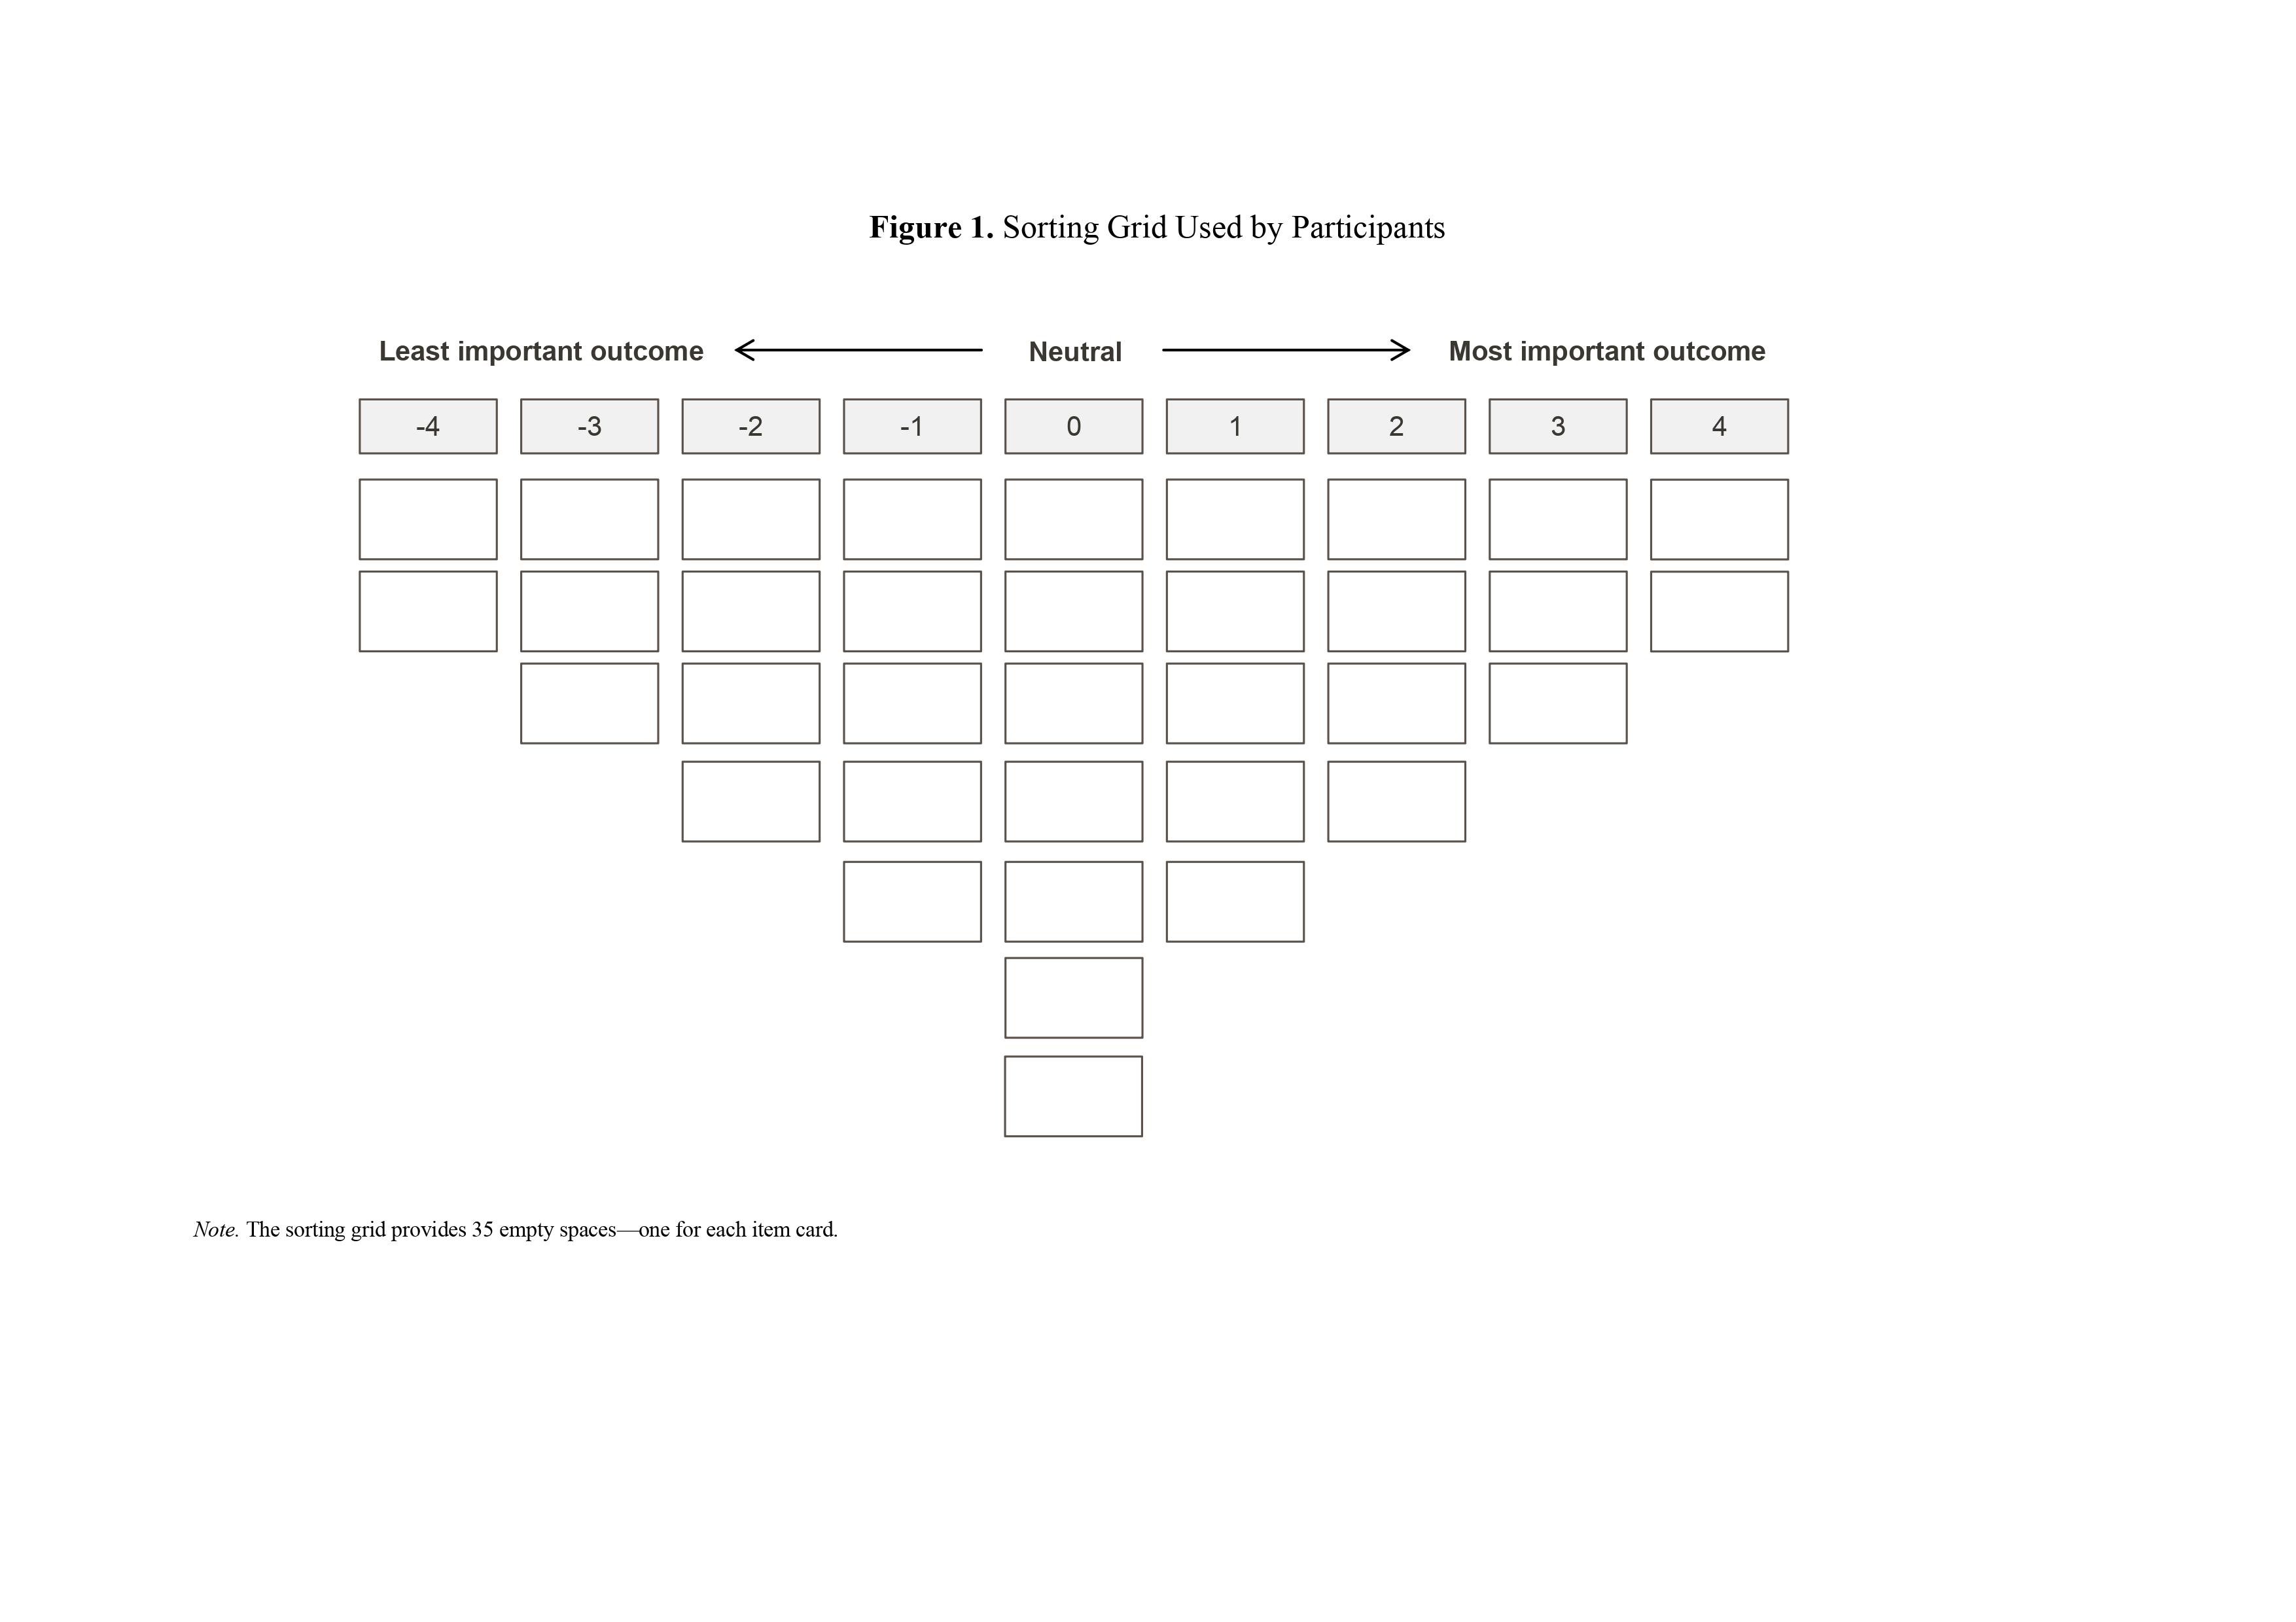 Figure 1. Sorting Grid Used by Participants
Least important outcome Neutral Most important outcome
-4 -3 -2 -1 0 1 2 3 4
Note. The sorting grid provides 35 empty spaces—one for each item card.